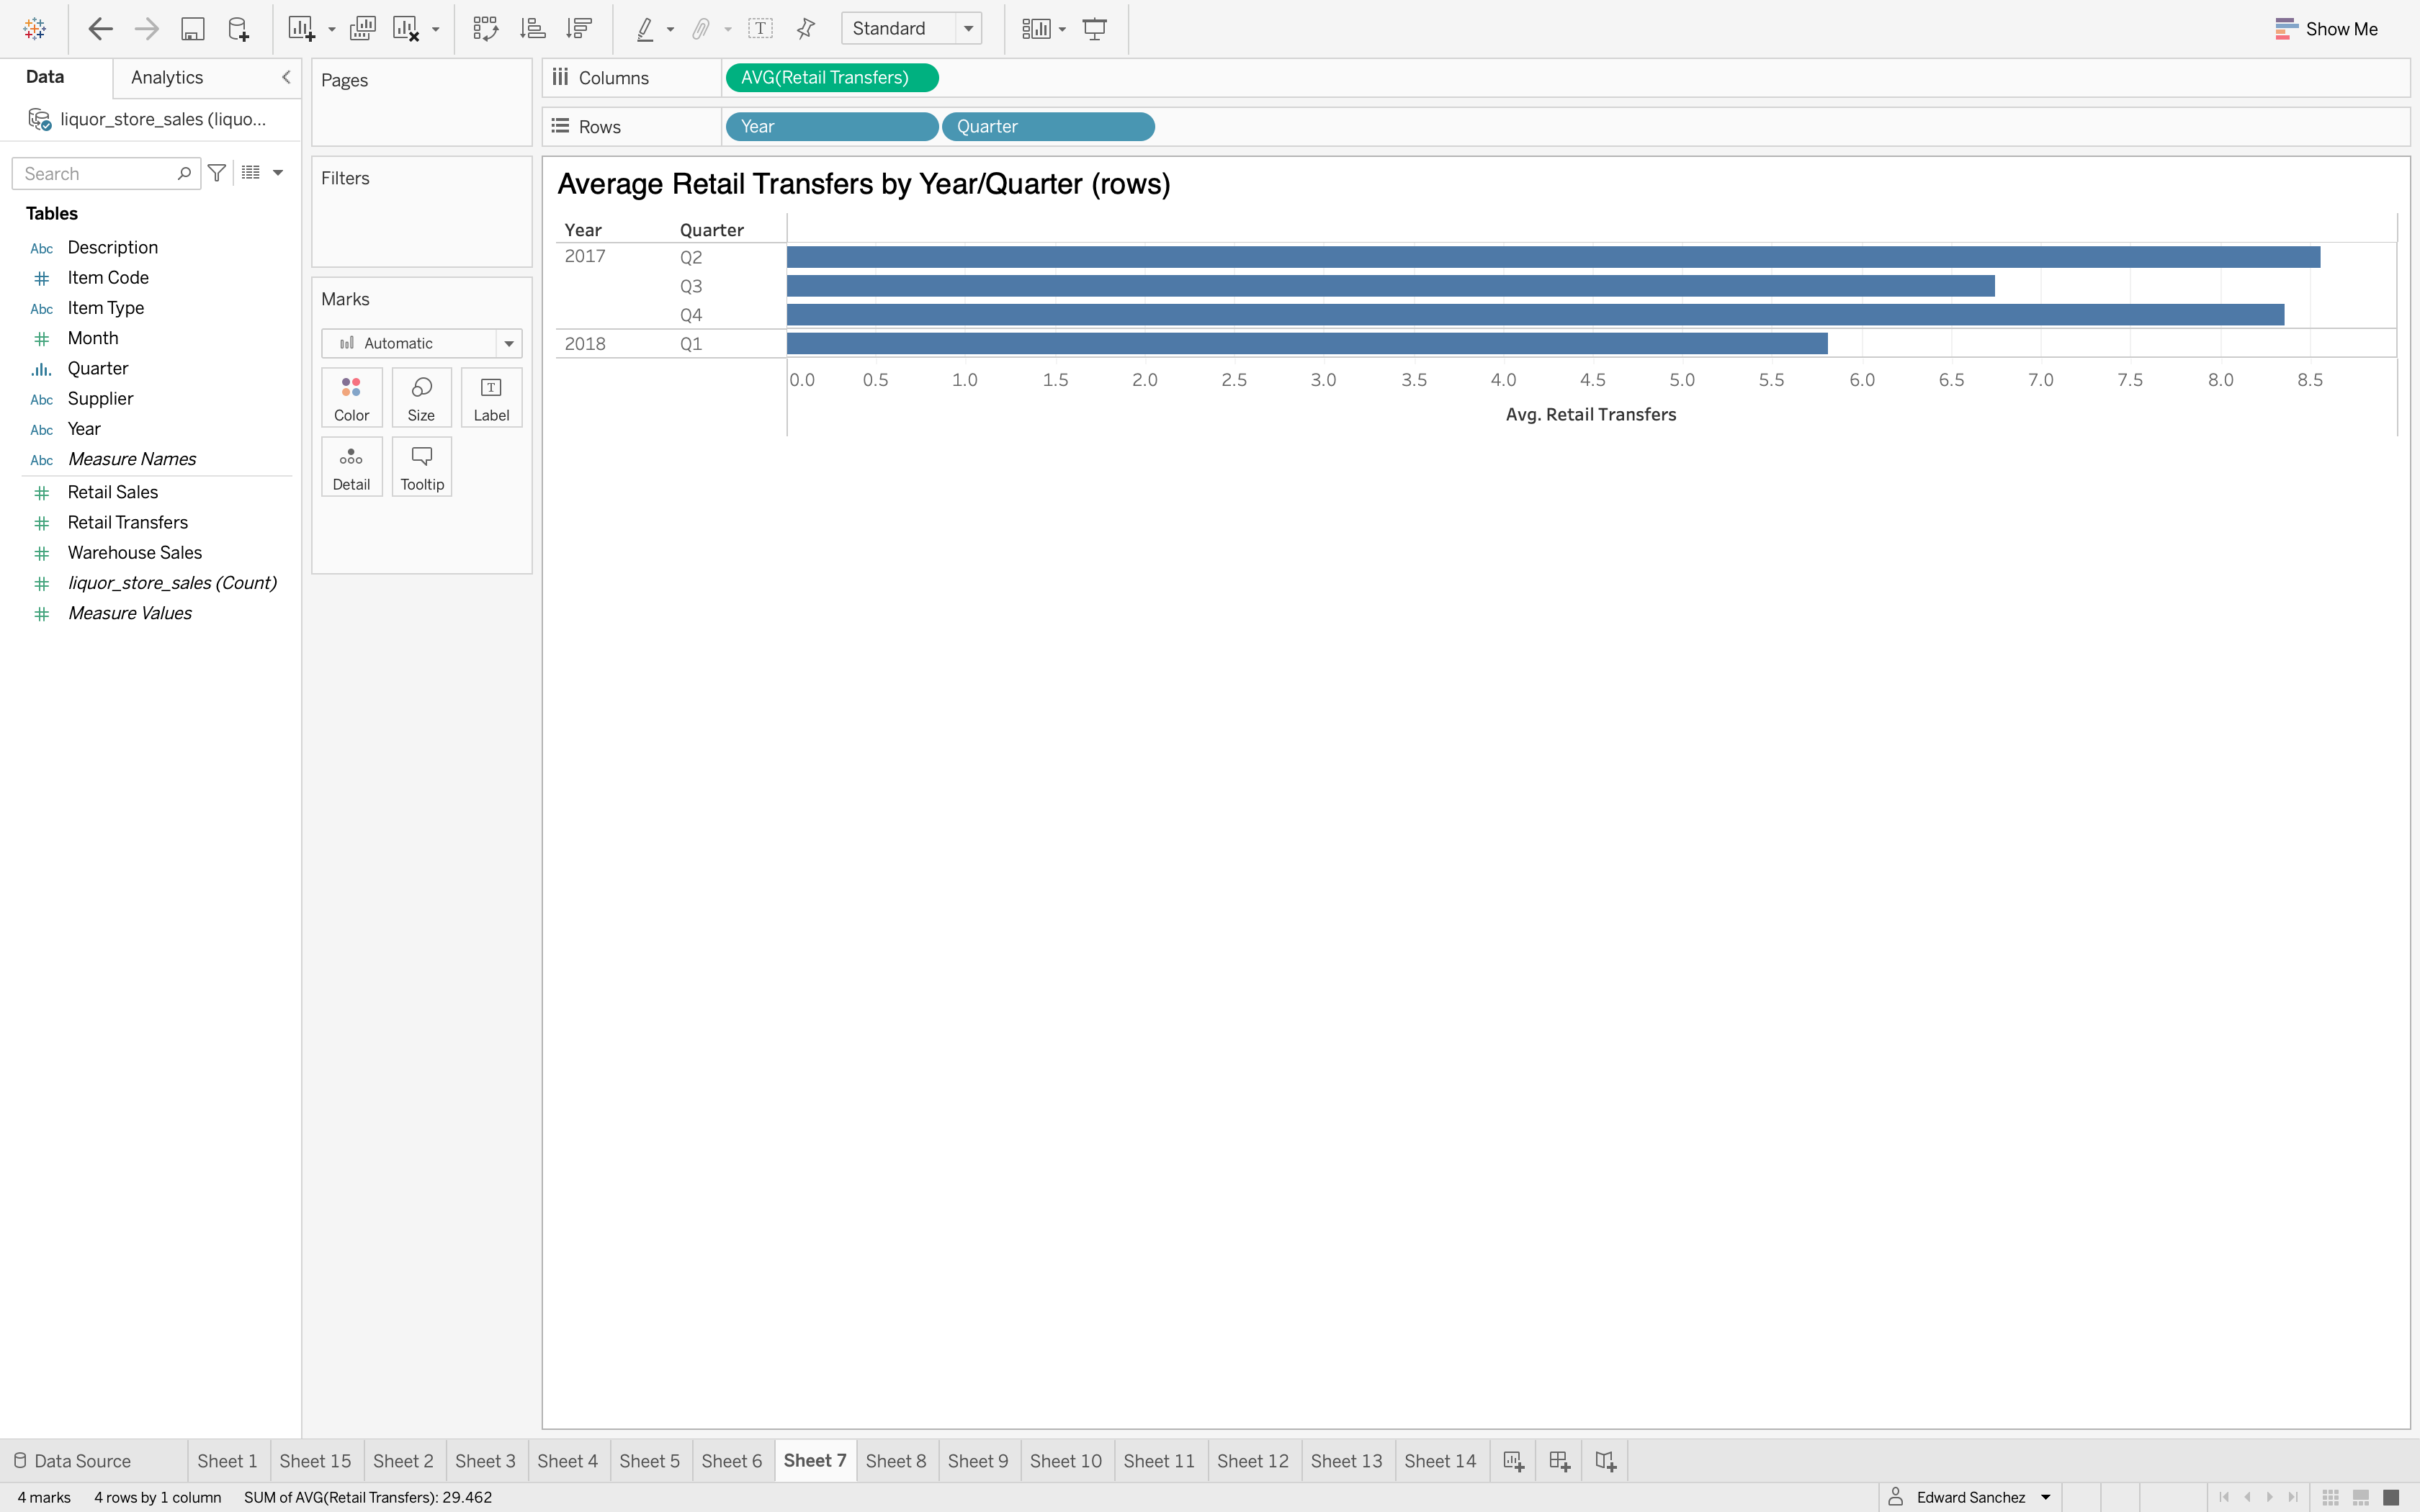 Standard
Show Me
Data
Analytics
liquor_store_sales (liquo...
Search
Tables
Abc Description
Item Code
Abc Item Type
Month
Quarter
Abc Supplier
Abc Year
Abc Measure Names
Retail Sales
Retail Transfers
Warehouse Sales
liquor_store_sales (Count)
Measure Values
Pages
Filters
Marks
Automatic
Color Size T Label
Detail Tooltip
Columns AVG(Retail Transfers)
Rows Year Quarter
Average Retail Transfers by Year/Quarter (rows)
Year Quarter
2017 Q2
Q3
Q4
2018 Q1
0.0 0.5 1.0 1.5 2.0 2.5 3.0 3.5 4.0 4.5 5.0 5.5 6.0 6.5 7.0 7.5 8.0 8.5
Avg. Retail Transfers
Data Source Sheet 1 Sheet 15 Sheet 2 Sheet 3 Sheet 4 Sheet 5 Sheet 6 Sheet 7 Sheet 8 Sheet 9 Sheet 10 Sheet 11 Sheet 12 Sheet 13 Sheet 14
4 marks 4 rows by 1 column SUM of AVG(Retail Transfers): 29.462 Edward Sanchez